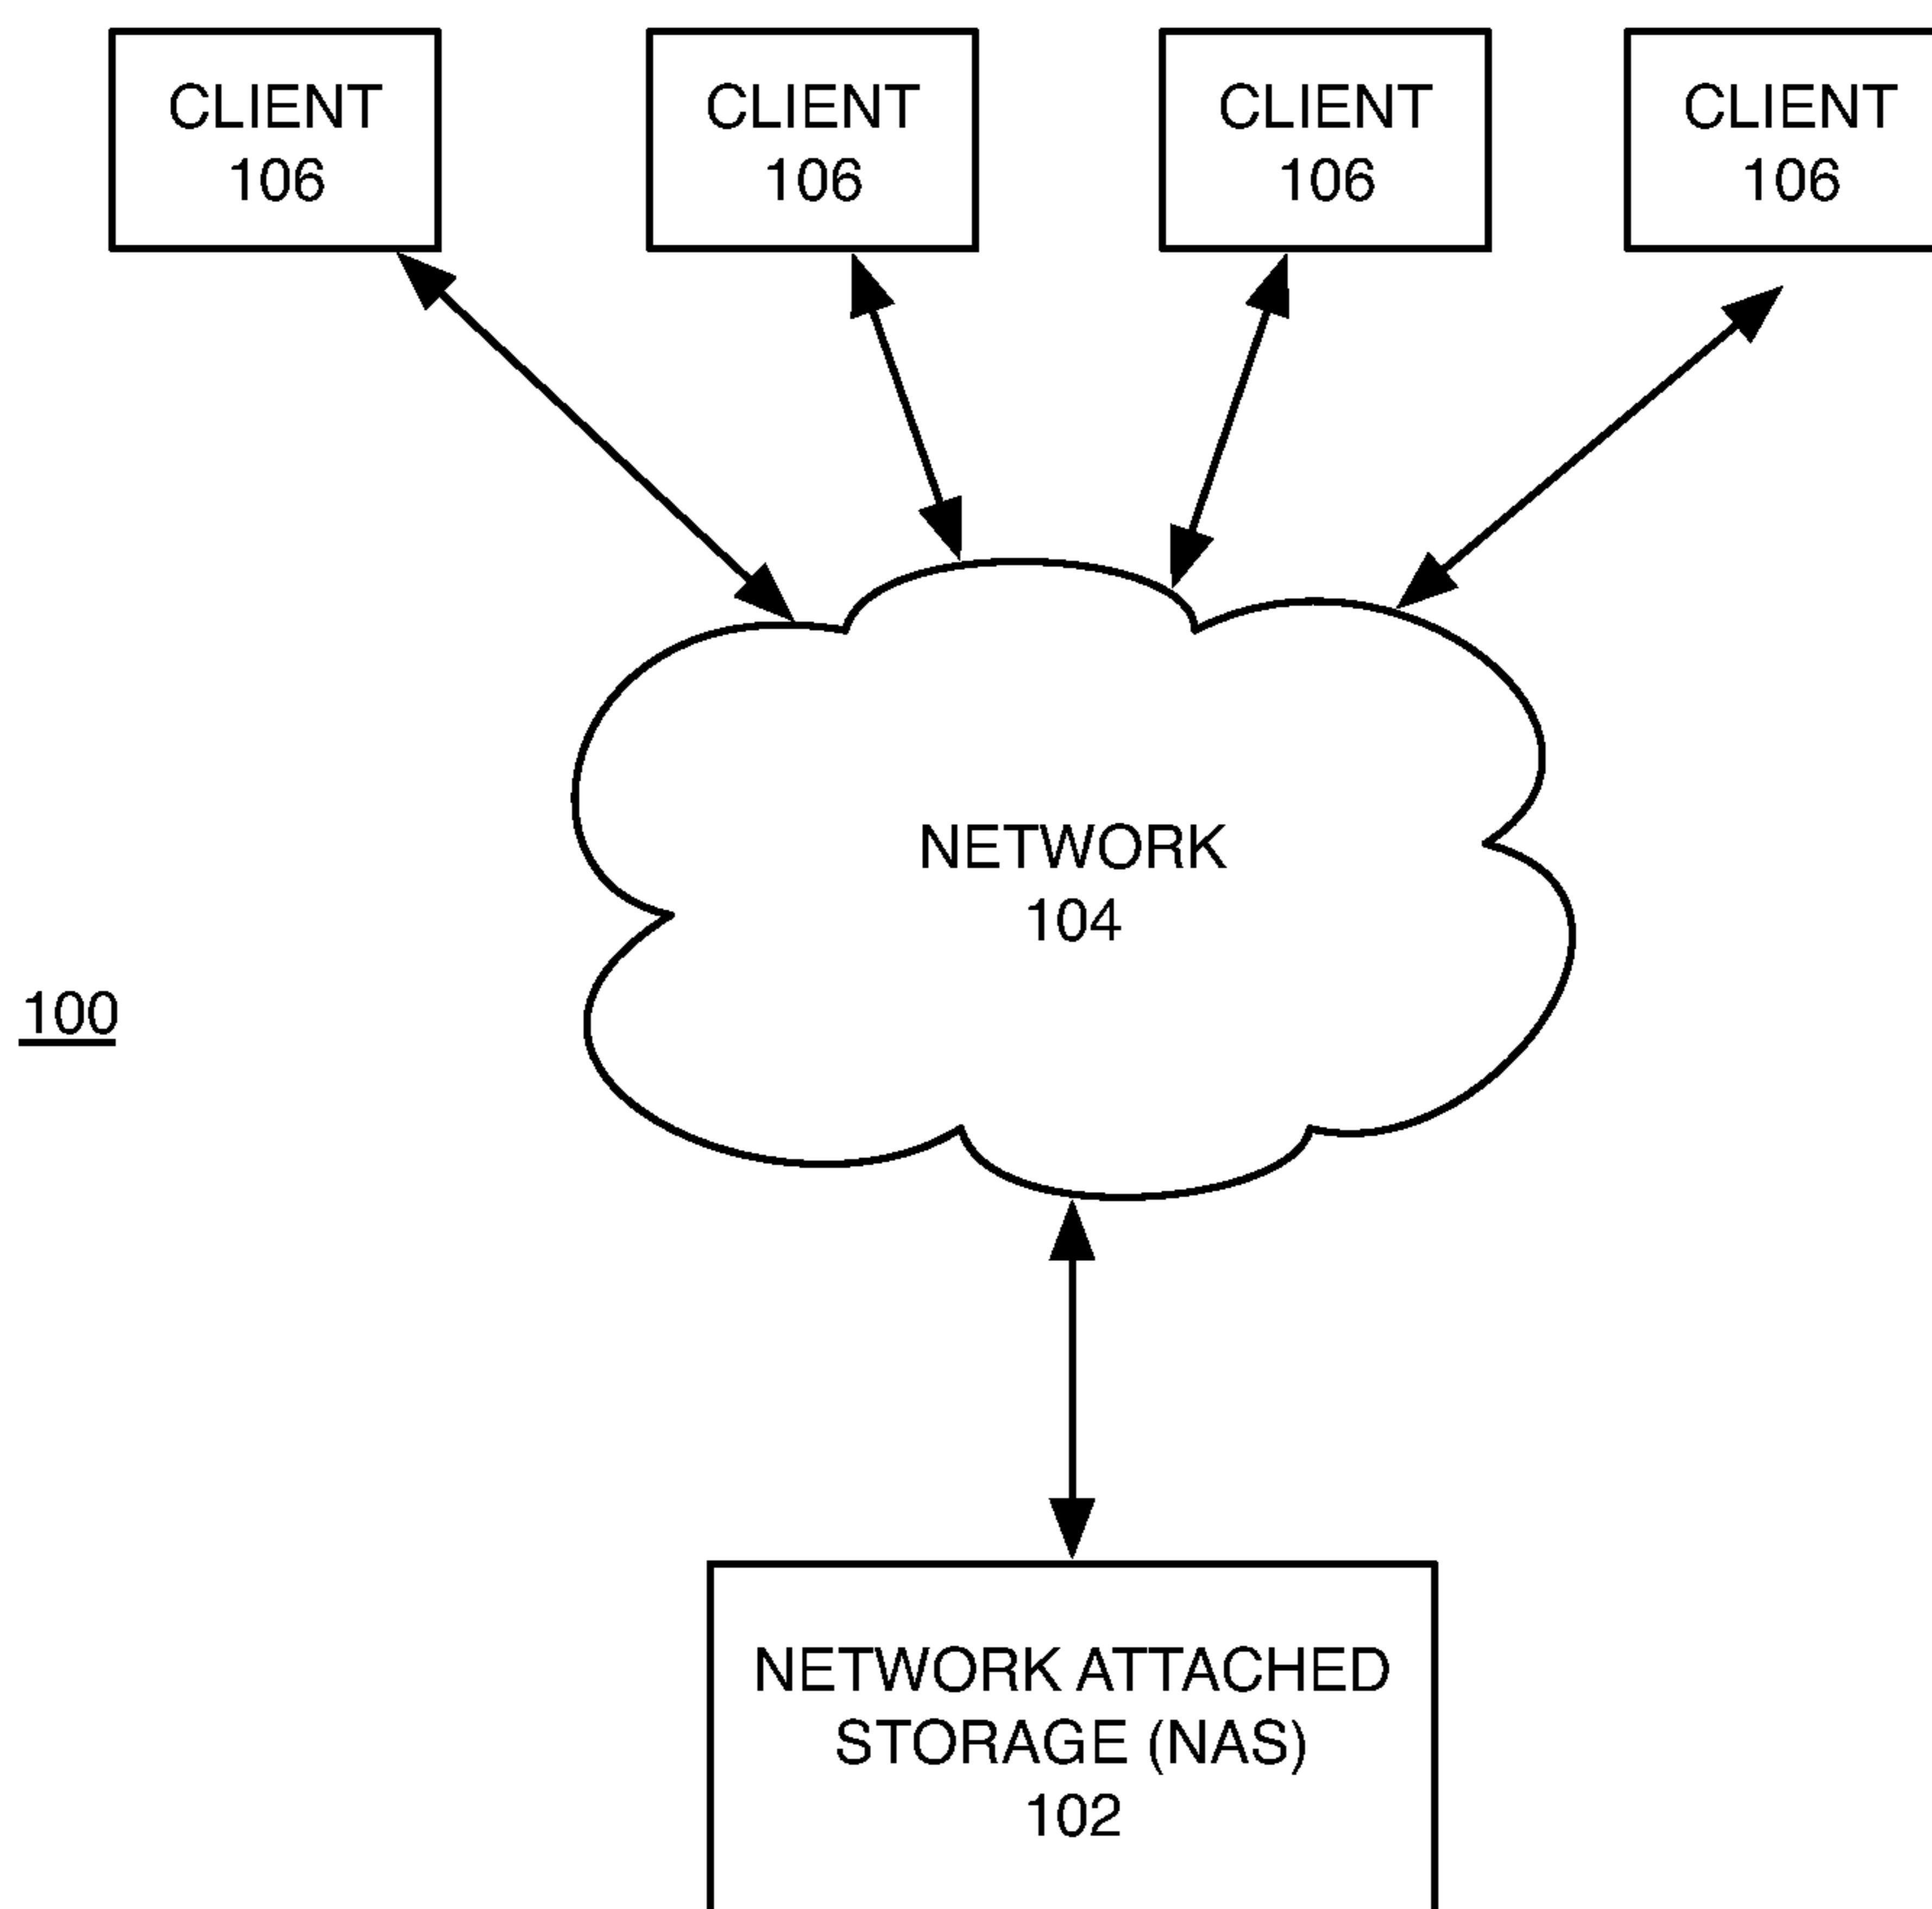 CLIENT
106
CLIENT
106
CLIENT
106
CLIENT
106
NETWORK
104
100
NETWORK ATTACHED
STORAGE (NAS)
102